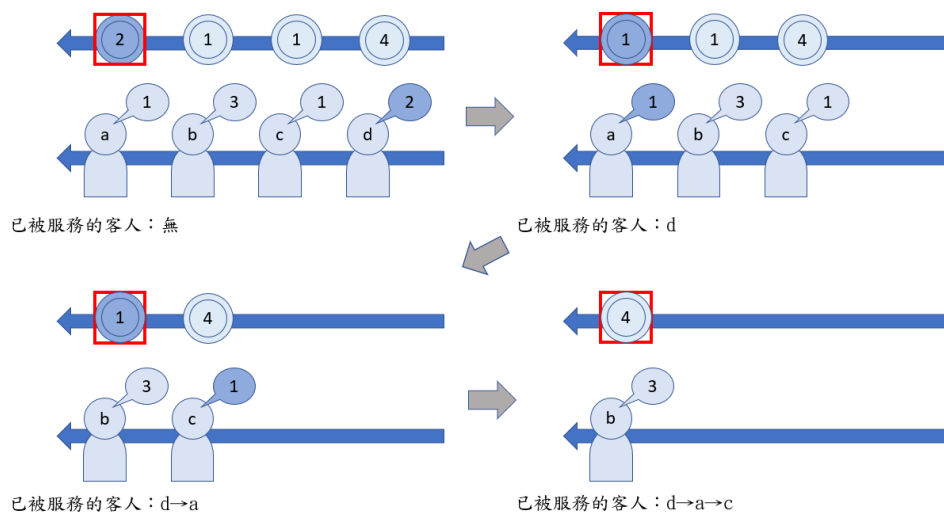 2 1 1 4
1 3 1 2
a b c d
已被服務的客人：無
1 1 4
1 3 1
a b c
已被服務的客人：d
1 4
3 1
b c
已被服務的客人：d→a
4
3
b
已被服務的客人：d→a→c